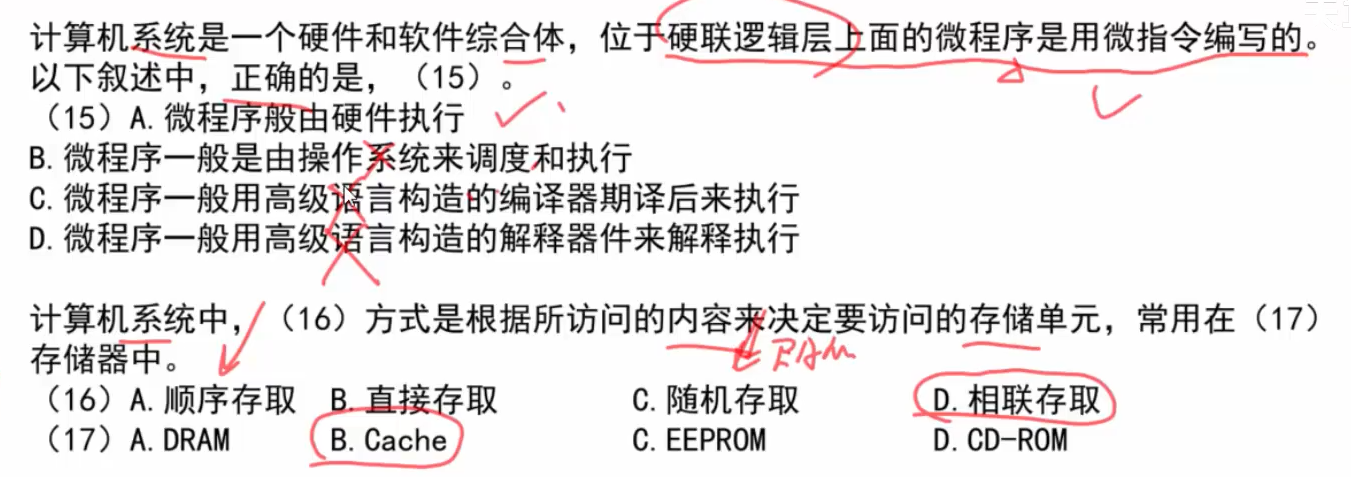 计算机系统是一个硬件和软件综合体，位于硬联逻辑层上面的微程序是用微指令编写的。
以下叙述中，正确的是，（15）。
（15）A.微程序般由硬件执行
B.微程序一般是由操作系统来调度和执行
C.微程序一般用高级语言构造的编译器期译后来执行
D.微程序一般用高级语言构造的解释器件来解释执行
计算机系统中，（16）方式是根据所访问的内容来决定要访问的存储单元，常用在（17）
存储器中。
RAM
（16）A.顺序存取 B.直接存取 C.随机存取 D.相联存取
（17）A.DRAM B.Cache C.EEPROM D.CD-ROM